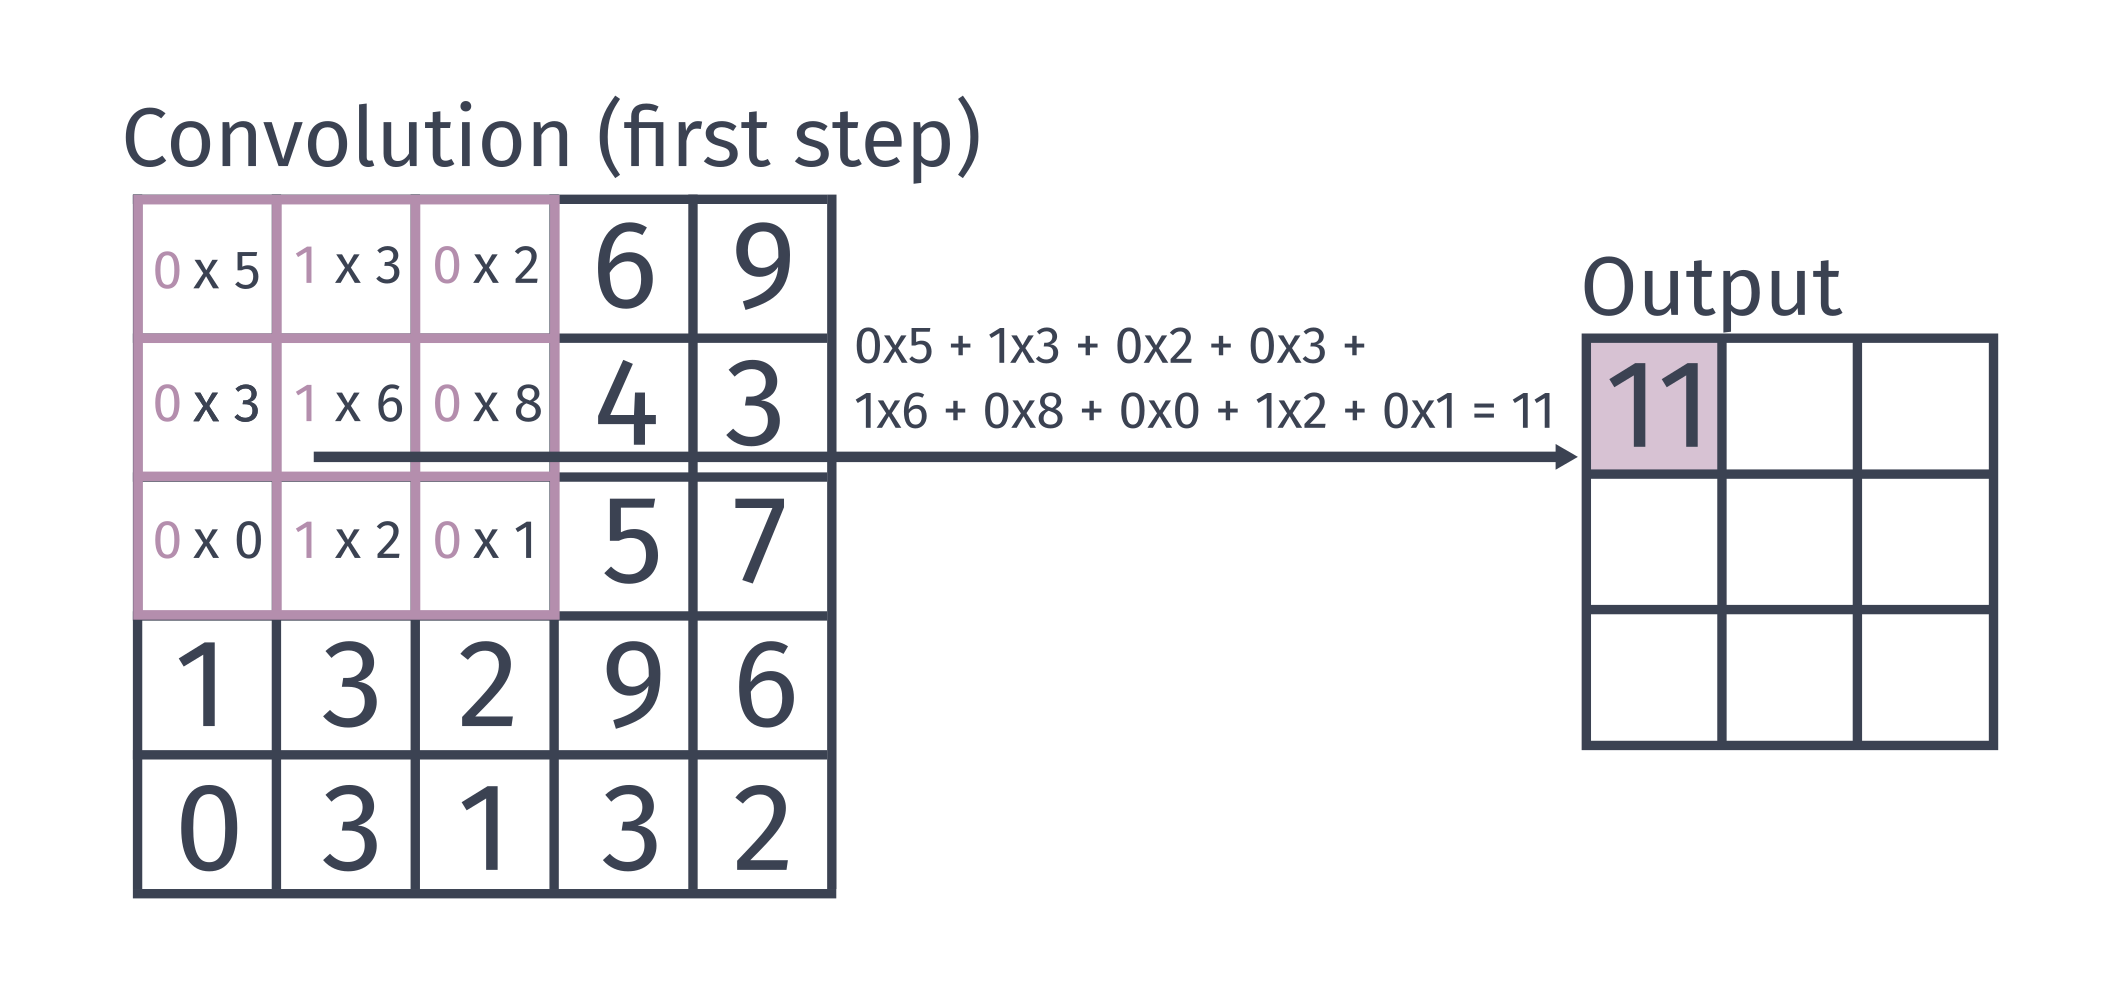 Convolution (first step)
0 x 5 1 x 3 0 x 2 6 9
0 x 3 1 x 6 0 x 8 4 3
0 x 0 1 x 2 0 x 1 5 7
1 3 2 9 6
0 3 1 3 2
0x5 + 1x3 + 0x2 + 0x3 +
1x6 + 0x8 + 0x0 + 1x2 + 0x1 = 11
Output
11